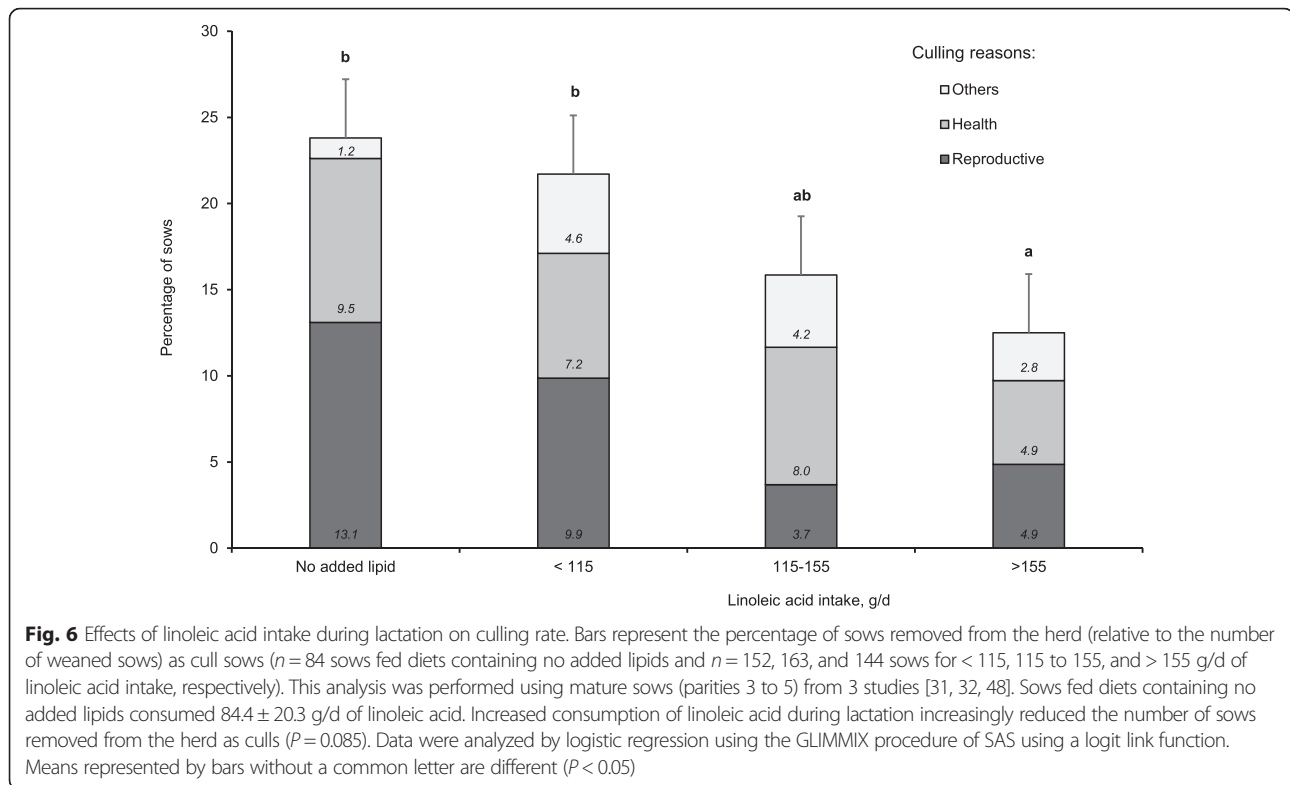 30
25
20
15
10
5
0
Percentage of sows
Culling reasons:
Others
Health
Reproductive
b
1.2
9.5
13.1
b
4.6
7.2
9.9
ab
4.2
8.0
3.7
a
2.8
4.9
4.9
No added lipid
< 115
115-155
>155
Linoleic acid intake, g/d
Fig. 6 Effects of linoleic acid intake during lactation on culling rate. Bars represent the percentage of sows removed from the herd (relative to the number
of weaned sows) as cull sows (n = 84 sows fed diets containing no added lipids and n = 152, 163, and 144 sows for < 115, 115 to 155, and > 155 g/d of
linoleic acid intake, respectively). This analysis was performed using mature sows (parities 3 to 5) from 3 studies [31, 32, 48]. Sows fed diets containing no
added lipids consumed 84.4 ± 20.3 g/d of linoleic acid. Increased consumption of linoleic acid during lactation increasingly reduced the number of sows
removed from the herd as culls (P = 0.085). Data were analyzed by logistic regression using the GLIMMIX procedure of SAS using a logit link function.
Means represented by bars without a common letter are different (P < 0.05)